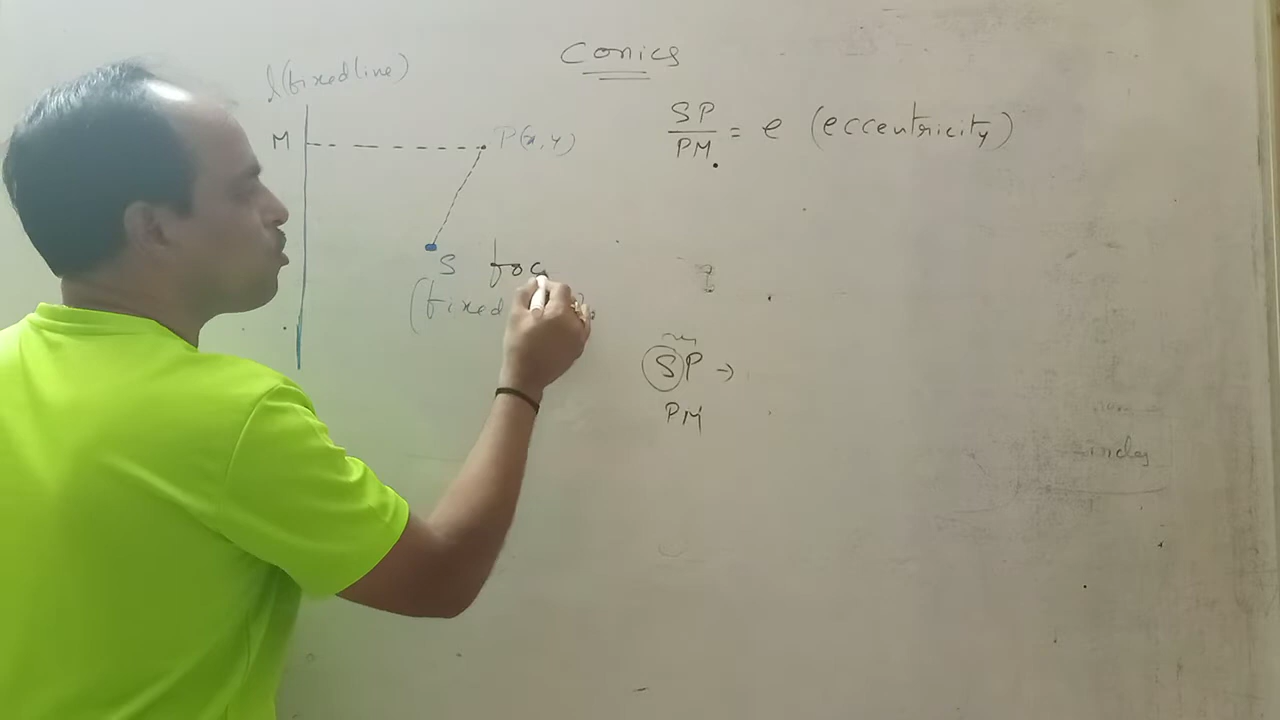 Conics
l (fixed line)
SP
PM = e (eccentricity)
M
P(x, y)
S foc
(fixed
SP →
PM